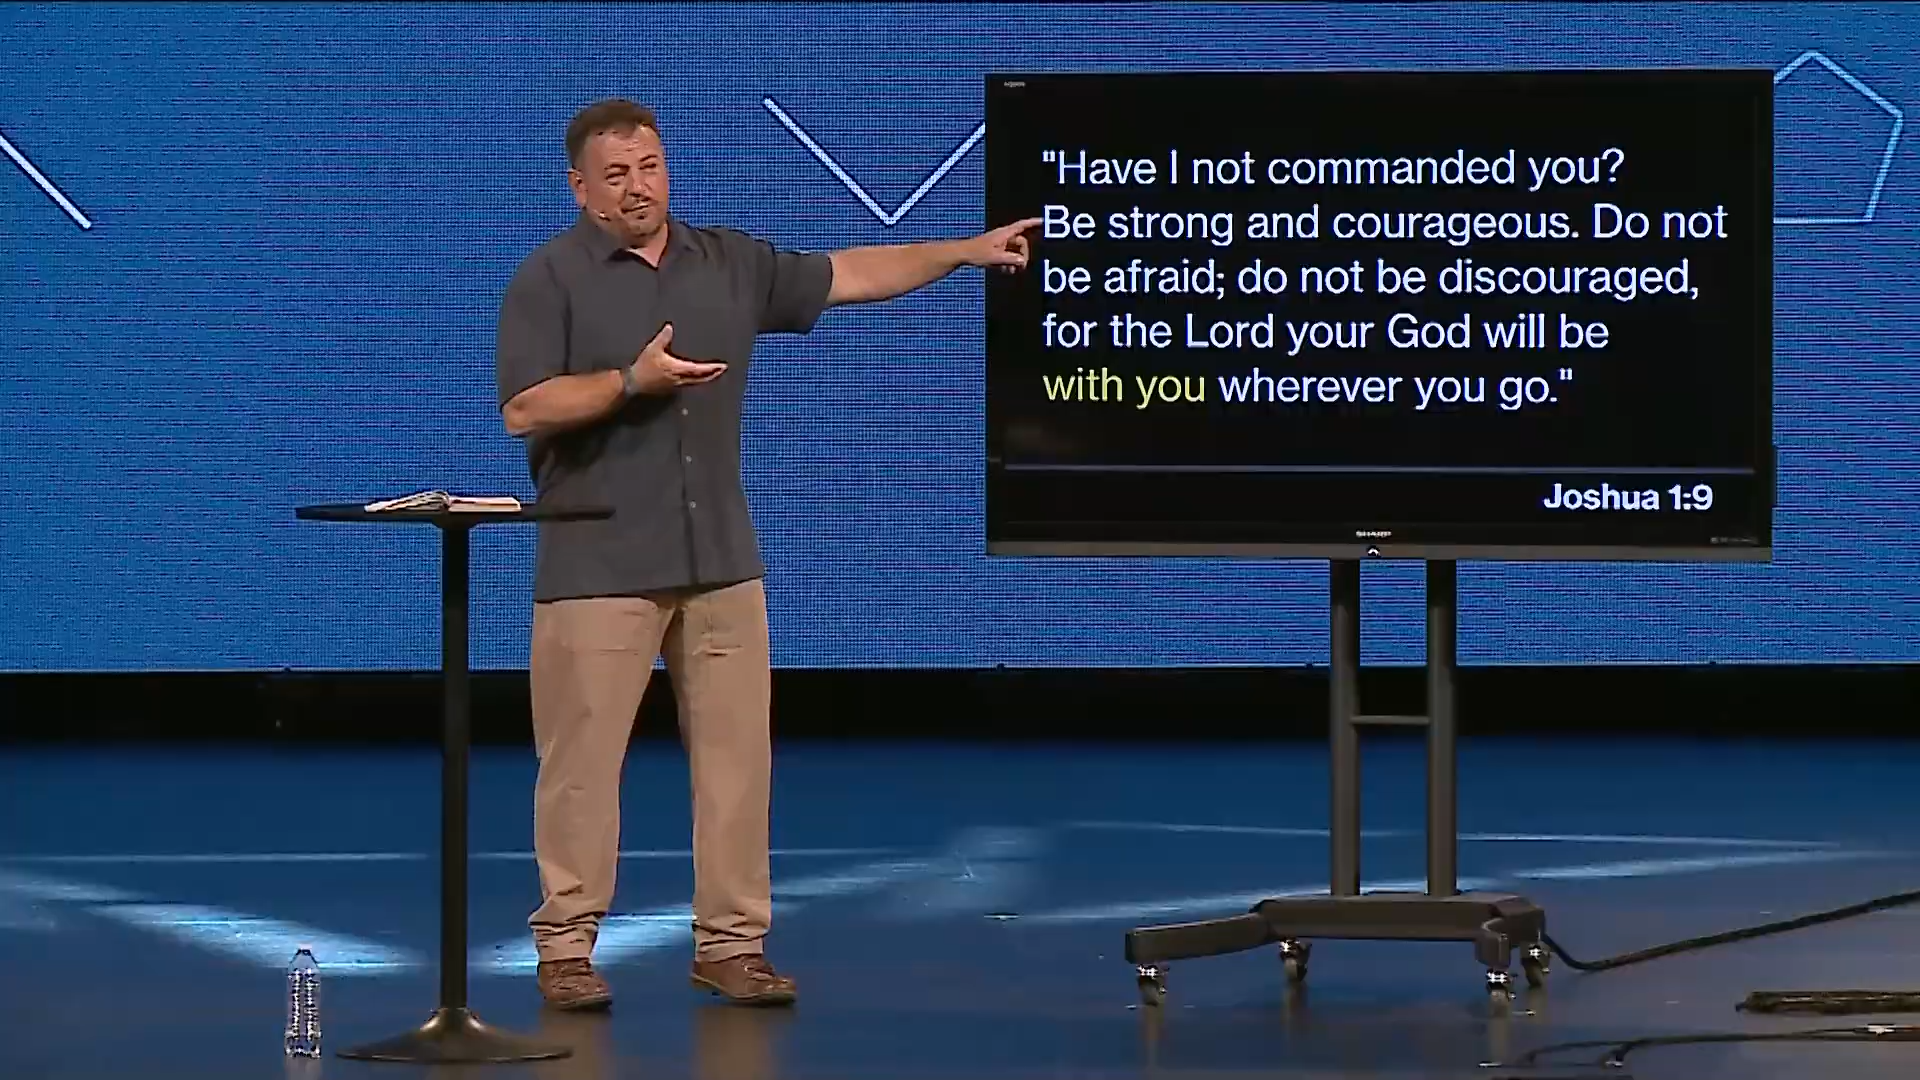 "Have I not commanded you?
Be strong and courageous. Do not
be afraid; do not be discouraged,
for the Lord your God will be
with you wherever you go."
Joshua 1:9
SHARP